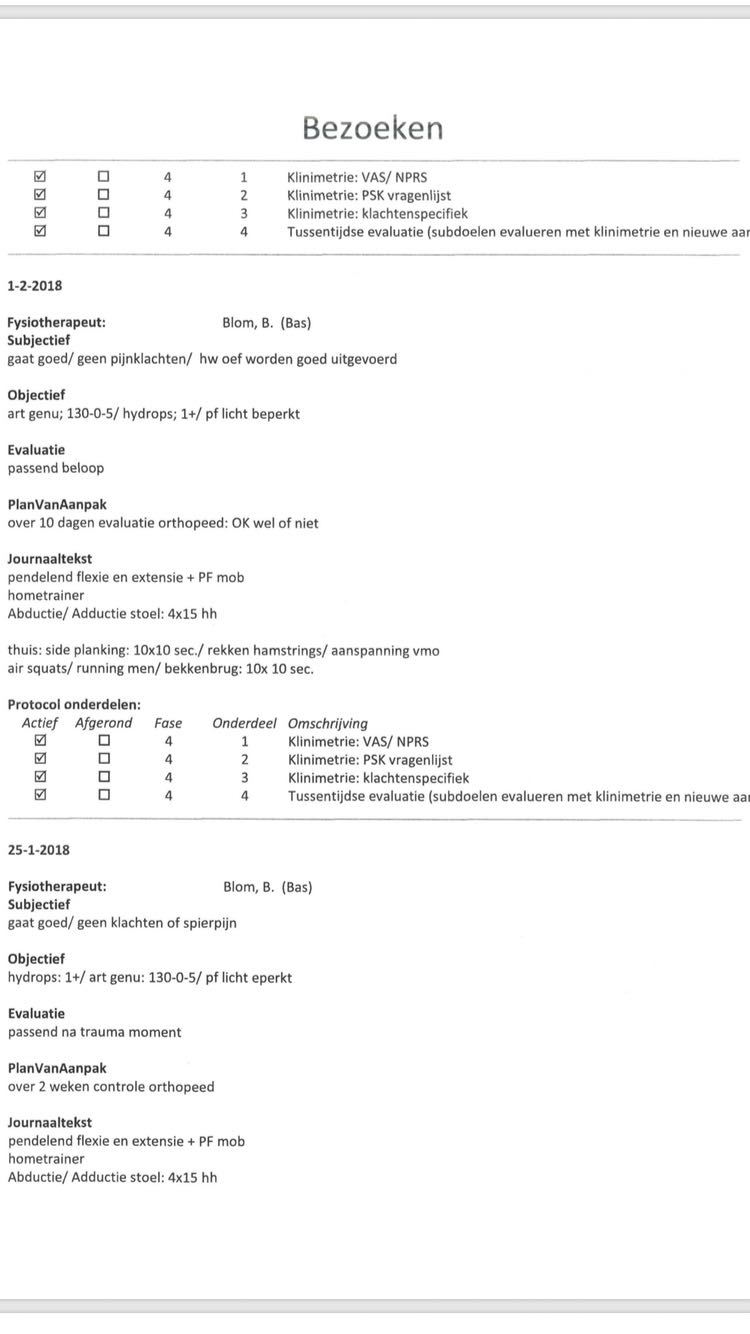 Bezoeken
☑ ☐ 4 1 Klinimetrie: VAS/ NPRS
☑ ☐ 4 2 Klinimetrie: PSK vragenlijst
☑ ☐ 4 3 Klinimetrie: klachtenspecifiek
☑ ☐ 4 4 Tussentijdse evaluatie (subdoelen evalueren met klinimetrie en nieuwe
1-2-2018
Fysiotherapeut: Blom, B. (Bas)
Subjectief
gaat goed/ geen pijnklachten/ hw oef worden goed uitgevoerd
Objectief
art genu; 130-0-5/ hydrops; 1+/ pf licht beperkt
Evaluatie
passend beloop
PlanVanAanpak
over 10 dagen evaluatie orthopeed: OK wel of niet
Journaaltekst
pendelend flexie en extensie + PF mob
hometrainer
Abductie/ Adductie stoel: 4x15 hh
thuis: side planking: 10x10 sec./ rekken hamstrings/ aanspanning vmo
air squats/ running men/ bekkenbrug: 10x 10 sec.
Protocol onderdelen:
Actief Afgerond Fase Onderdeel Omschrijving
☑ ☐ 4 1 Klinimetrie: VAS/ NPRS
☑ ☐ 4 2 Klinimetrie: PSK vragenlijst
☑ ☐ 4 3 Klinimetrie: klachtenspecifiek
☑ ☐ 4 4 Tussentijdse evaluatie (subdoelen evalueren met klinimetrie en nieuwe
25-1-2018
Fysiotherapeut: Blom, B. (Bas)
Subjectief
gaat goed/ geen klachten of spierpijn
Objectief
hydrops: 1+/ art genu: 130-0-5/ pf licht eperkt
Evaluatie
passend na trauma moment
PlanVanAanpak
over 2 weken controle orthopeed
Journaaltekst
pendelend flexie en extensie + PF mob
hometrainer
Abductie/ Adductie stoel: 4x15 hh